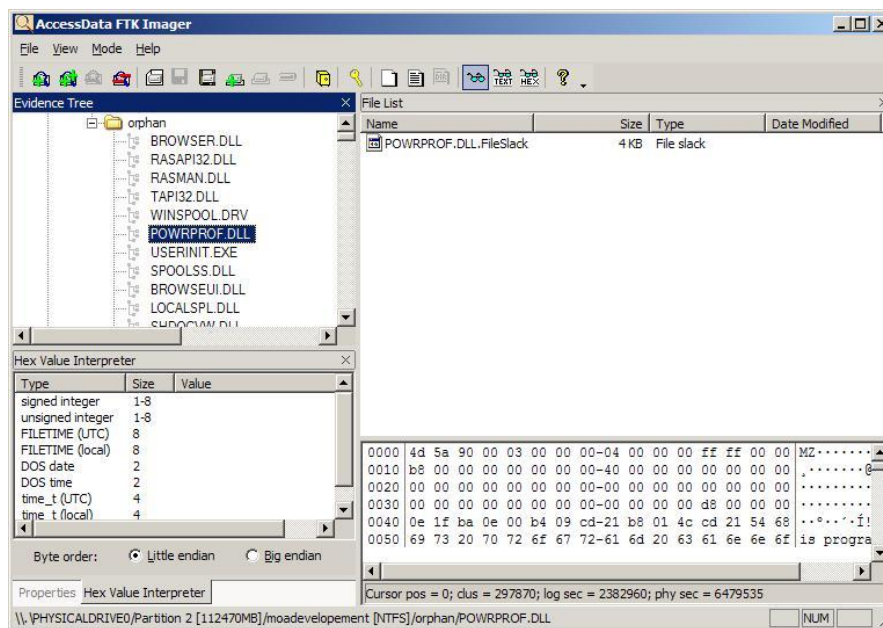 AccessData FTK Imager
File View Mode Help
Evidence Tree
orphan
BROWSER.DLL
RASAPI32.DLL
RASMAN.DLL
TAPI32.DLL
WINSPOOL.DRV
POWRPROF.DLL
USERINIT.EXE
SPOOLSS.DLL
BROWSEUI.DLL
LOCALSPL.DLL
SHDOCVW.DLL
File List
Name Size Type Date Modified
POWRPROF.DLL.FileSlack 4 KB File slack
Hex Value Interpreter
Type Size Value
signed integer 1-8
unsigned integer 1-8
FILETIME (UTC) 8
FILETIME (local) 8
DOS date 2
DOS time 2
time_t (UTC) 4
time_t (local) 4
Byte order: Little endian Big endian
Properties Hex Value Interpreter
0000 4d 5a 90 00 03 00 00 00-04 00 00 00 ff ff 00 00 MZ·······
0010 b8 00 00 00 00 00 00 00-40 00 00 00 00 00 00 00 ¸·······@
0020 00 00 00 00 00 00 00 00-00 00 00 00 00 00 00 00 ·········
0030 00 00 00 00 00 00 00 00-00 00 00 00 d8 00 00 00 ·········
0040 0e 1f ba 0e 00 b4 09 cd-21 b8 01 4c cd 21 54 68 ··º··´·Í!
0050 69 73 20 70 72 6f 67 72-61 6d 20 63 61 6e 6e 6f is progra
Cursor pos = 0; clus = 297870; log sec = 2382960; phy sec = 6479535
\\.\PHYSICALDRIVE0/Partition 2 [112470MB]/moadevelopement [NTFS]/orphan/POWRPROF.DLL
NUM